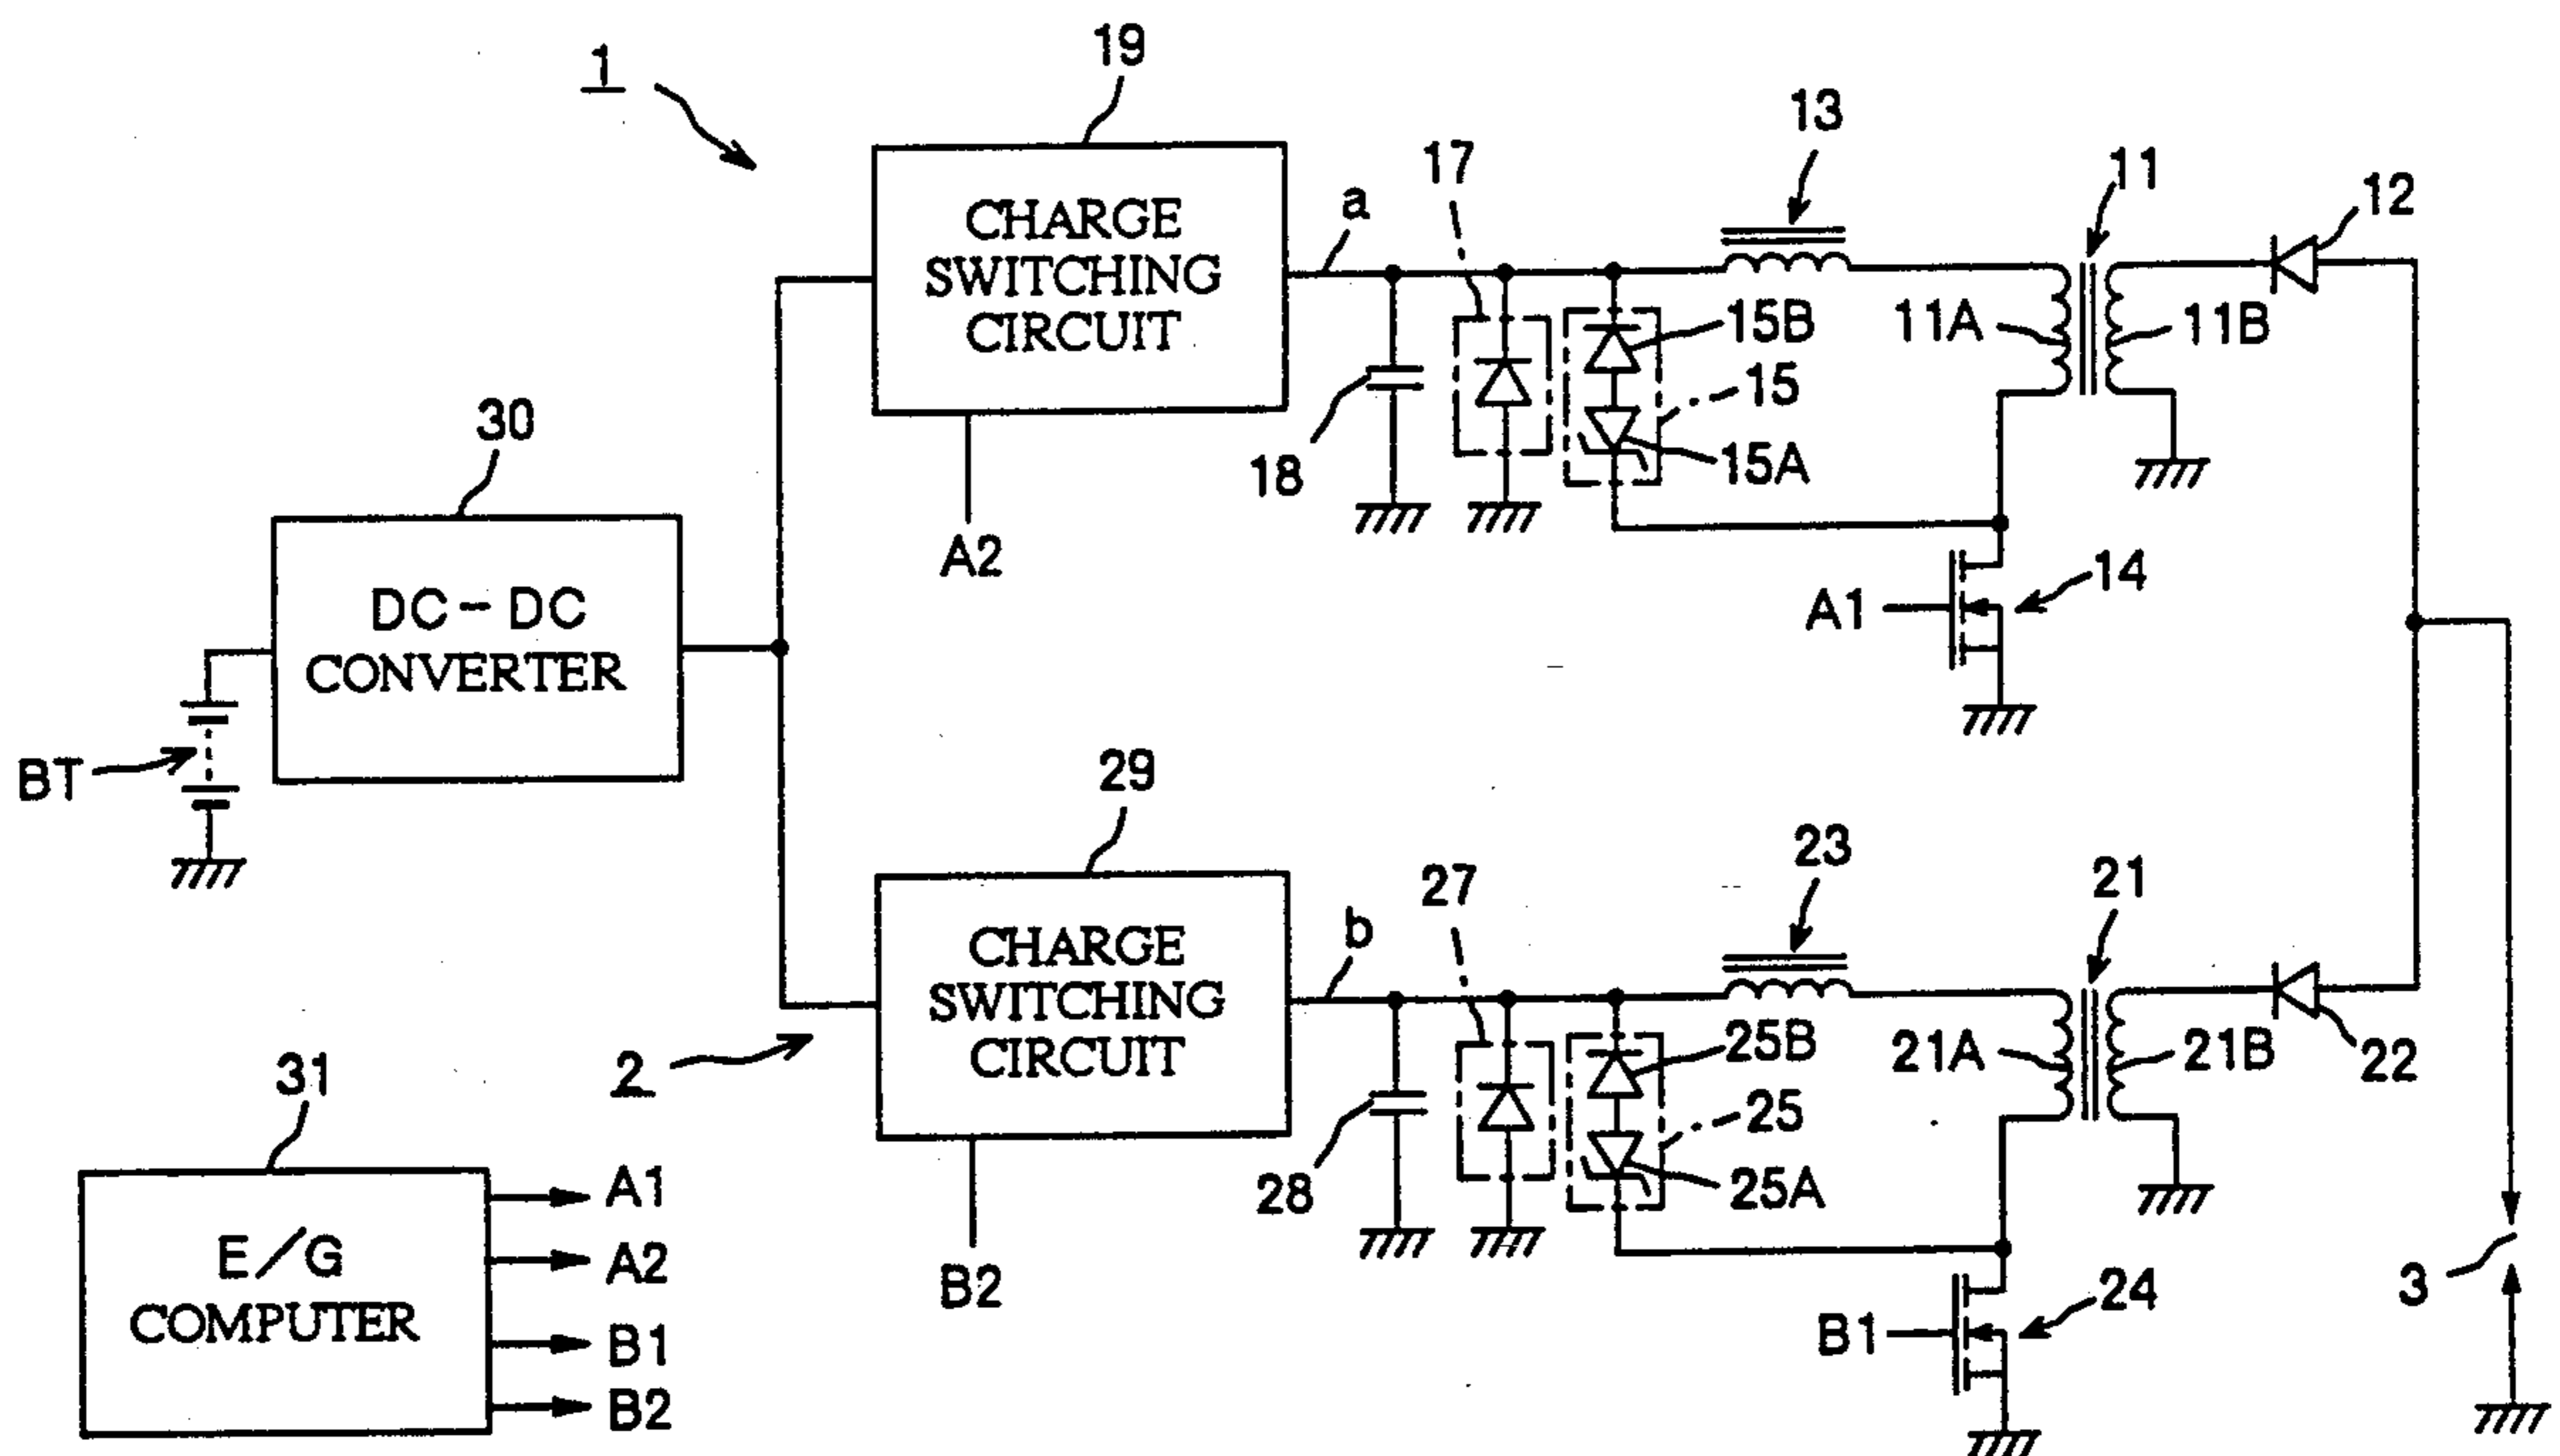 1
19
13
17
11
12
a
CHARGE
SWITCHING
CIRCUIT
15B
11A
11B
15
30
18
15A
A2
14
DC-DC
CONVERTER
A1
BT
29
23
27
21
b
CHARGE
SWITCHING
CIRCUIT
2
25B
21A
21B
22
31
25
28
25A
A1
E/G
COMPUTER
A2
B2
24
3
B1
B1
B2